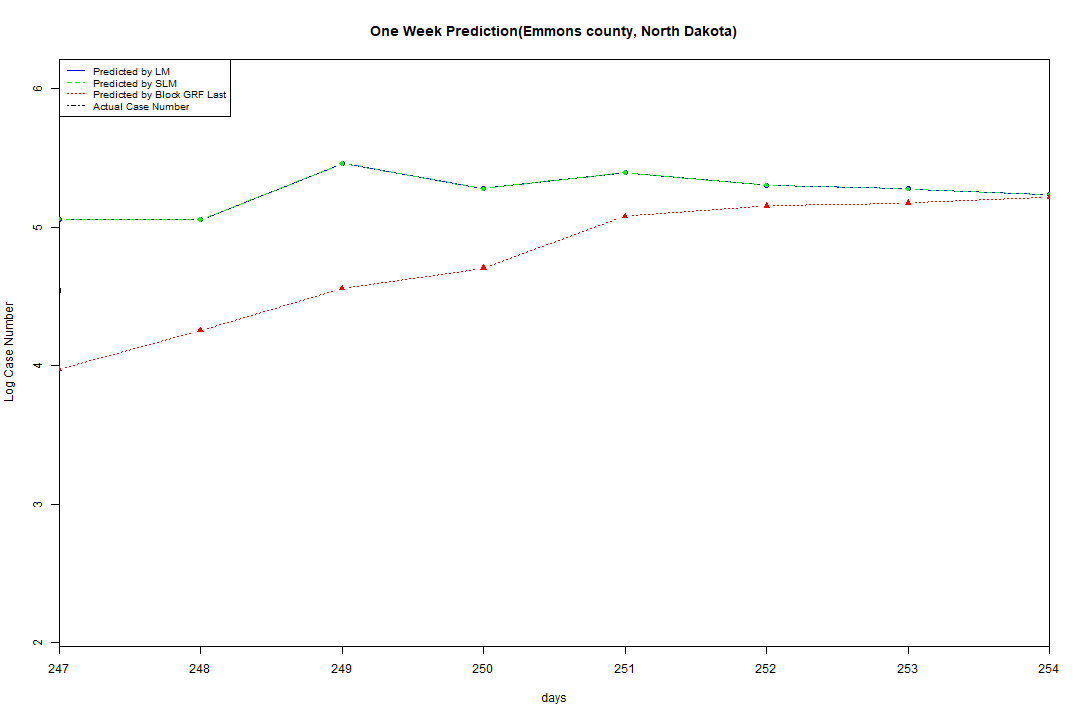 One Week Prediction(Emmons county, North Dakota)
Predicted by LM
Predicted by SLM
Predicted by Block GRF Last
Actual Case Number
6
5
4
3
2
Log Case Number
247 248 249 250 251 252 253 254
days